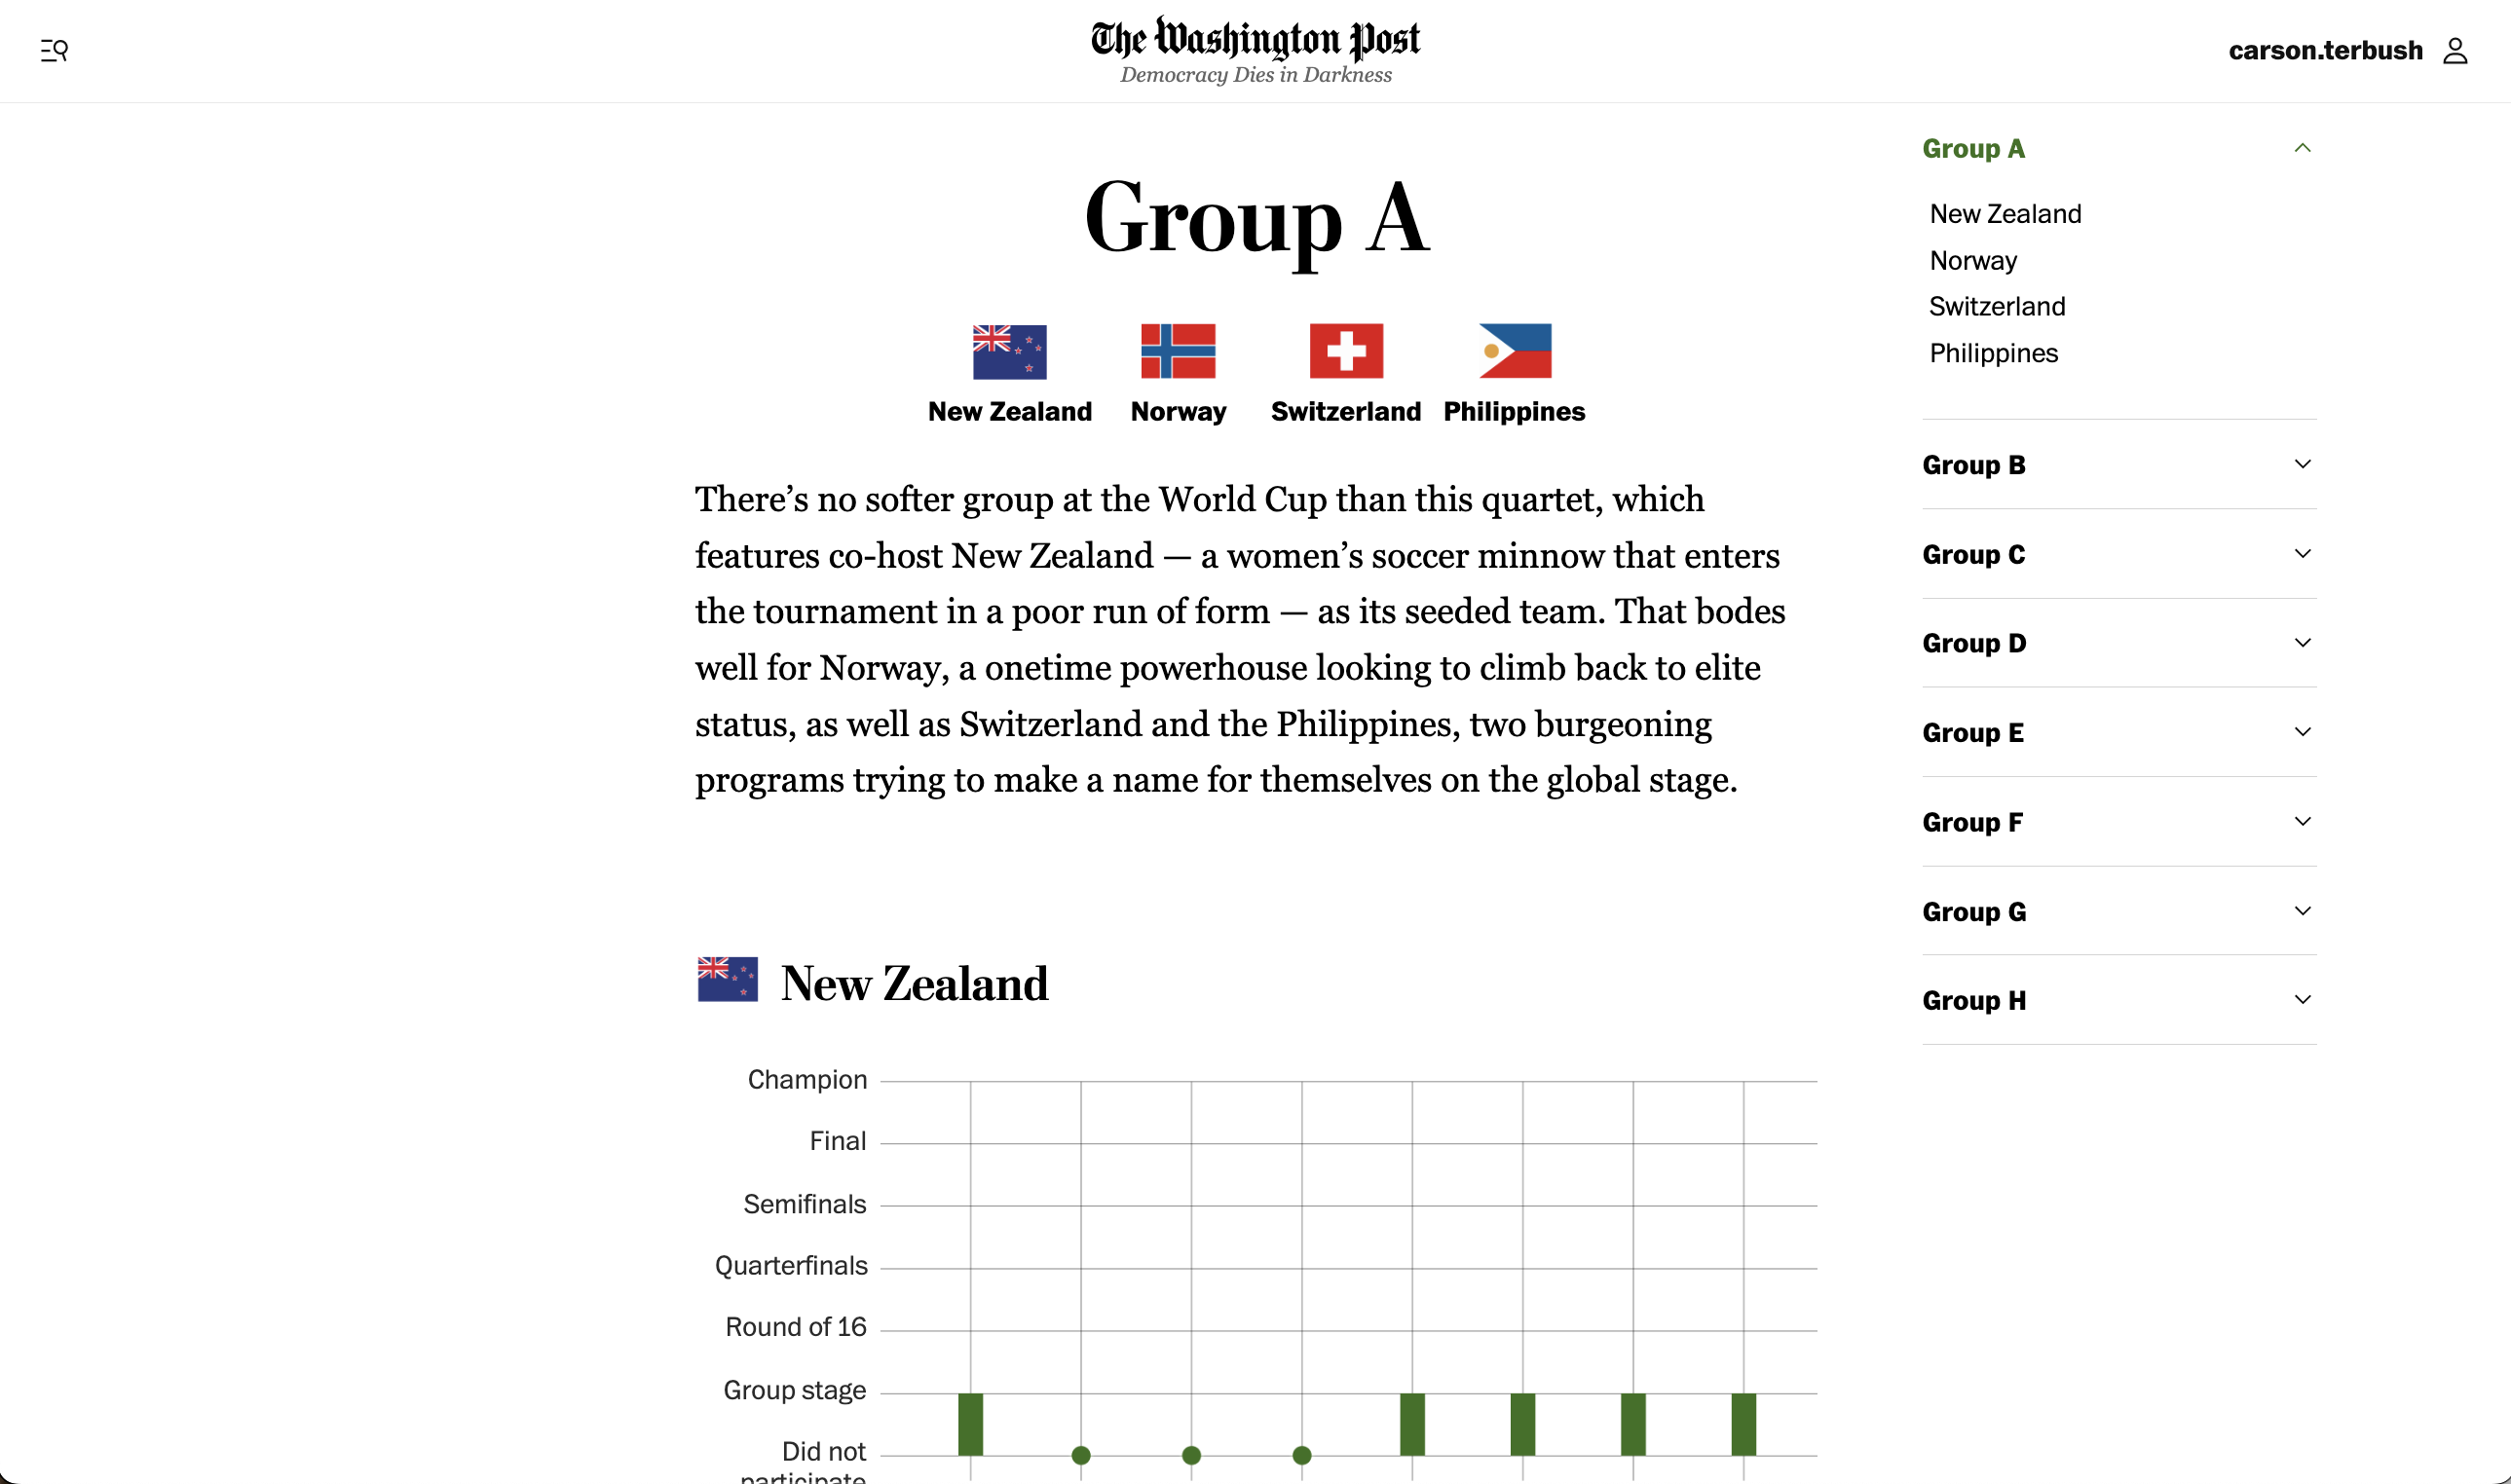 The Washington Post
Democracy Dies in Darkness
carson.terbush
Group A
New Zealand
Norway
Switzerland
Philippines
There’s no softer group at the World Cup than this quartet, which
features co-host New Zealand — a women’s soccer minnow that enters
the tournament in a poor run of form — as its seeded team. That bodes
well for Norway, a onetime powerhouse looking to climb back to elite
status, as well as Switzerland and the Philippines, two burgeoning
programs trying to make a name for themselves on the global stage.
New Zealand
Champion
Final
Semifinals
Quarterfinals
Round of 16
Group stage
Did not
participate
Group A
New Zealand
Norway
Switzerland
Philippines
Group B
Group C
Group D
Group E
Group F
Group G
Group H